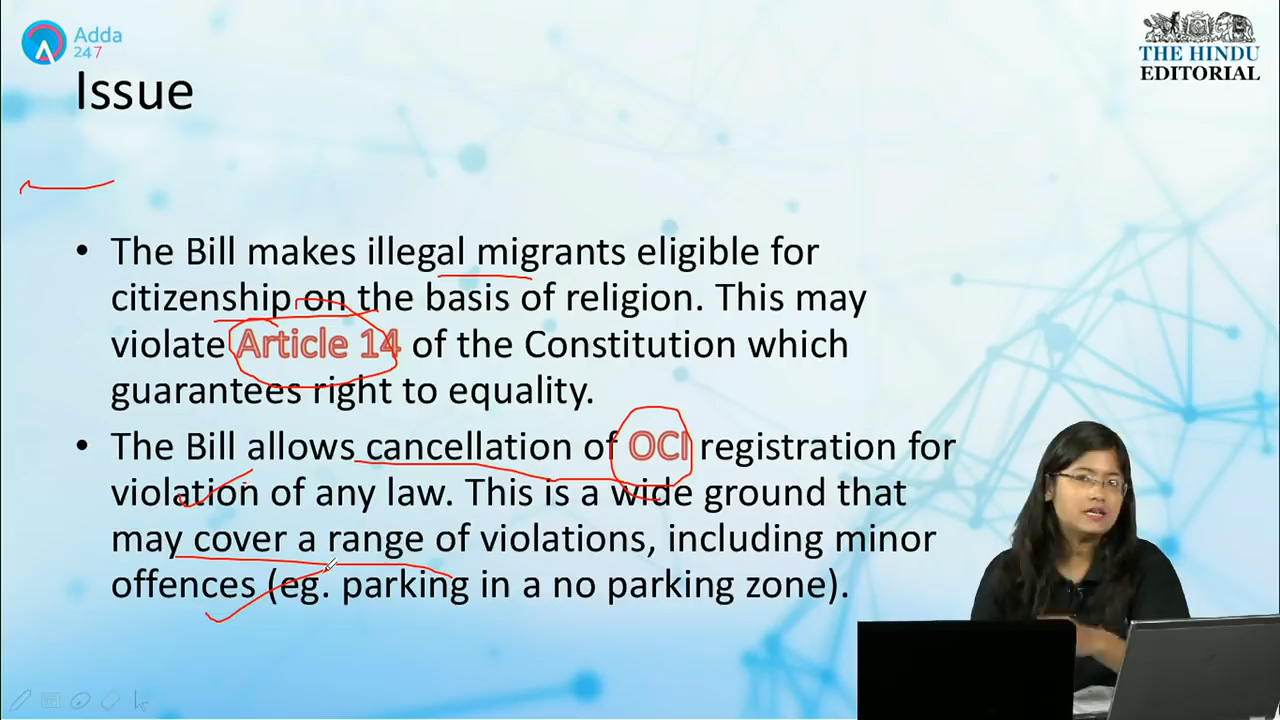 Adda
247
THE HINDU
EDITORIAL
Issue
• The Bill makes illegal migrants eligible for
citizenship on the basis of religion. This may
violate Article 14 of the Constitution which
guarantees right to equality.
• The Bill allows cancellation of OCI registration for
violation of any law. This is a wide ground that
may cover a range of violations, including minor
offences (eg. parking in a no parking zone).